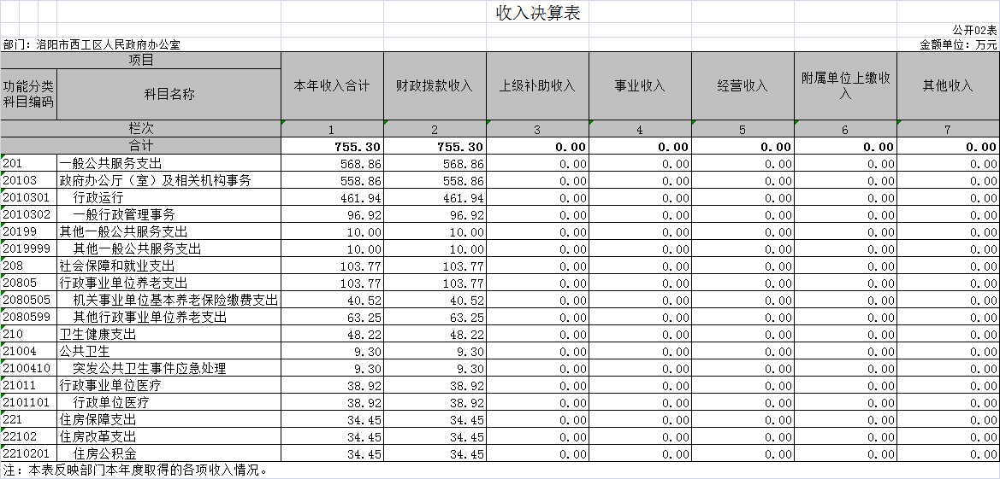 收入决算表
公开02表
部门：洛阳市西工区人民政府办公室 金额单位：万元
项目 本年收入合计 财政拨款收入 上级补助收入 事业收入 经营收入 附属单位上缴收入 其他收入
功能分类科目编码 科目名称
栏次 1 2 3 4 5 6 7
合计 755.30 755.30 0.00 0.00 0.00 0.00 0.00
201 一般公共服务支出 568.86 568.86 0.00 0.00 0.00 0.00 0.00
20103 政府办公厅（室）及相关机构事务 558.86 558.86 0.00 0.00 0.00 0.00 0.00
2010301 行政运行 461.94 461.94 0.00 0.00 0.00 0.00 0.00
2010302 一般行政管理事务 96.92 96.92 0.00 0.00 0.00 0.00 0.00
20199 其他一般公共服务支出 10.00 10.00 0.00 0.00 0.00 0.00 0.00
2019999 其他一般公共服务支出 10.00 10.00 0.00 0.00 0.00 0.00 0.00
208 社会保障和就业支出 103.77 103.77 0.00 0.00 0.00 0.00 0.00
20805 行政事业单位养老支出 103.77 103.77 0.00 0.00 0.00 0.00 0.00
2080505 机关事业单位基本养老保险缴费支出 40.52 40.52 0.00 0.00 0.00 0.00 0.00
2080599 其他行政事业单位养老支出 63.25 63.25 0.00 0.00 0.00 0.00 0.00
210 卫生健康支出 48.22 48.22 0.00 0.00 0.00 0.00 0.00
21004 公共卫生 9.30 9.30 0.00 0.00 0.00 0.00 0.00
2100410 突发公共卫生事件应急处理 9.30 9.30 0.00 0.00 0.00 0.00 0.00
21011 行政事业单位医疗 38.92 38.92 0.00 0.00 0.00 0.00 0.00
2101101 行政单位医疗 38.92 38.92 0.00 0.00 0.00 0.00 0.00
221 住房保障支出 34.45 34.45 0.00 0.00 0.00 0.00 0.00
22102 住房改革支出 34.45 34.45 0.00 0.00 0.00 0.00 0.00
2210201 住房公积金 34.45 34.45 0.00 0.00 0.00 0.00 0.00
注：本表反映部门本年度取得的各项收入情况。